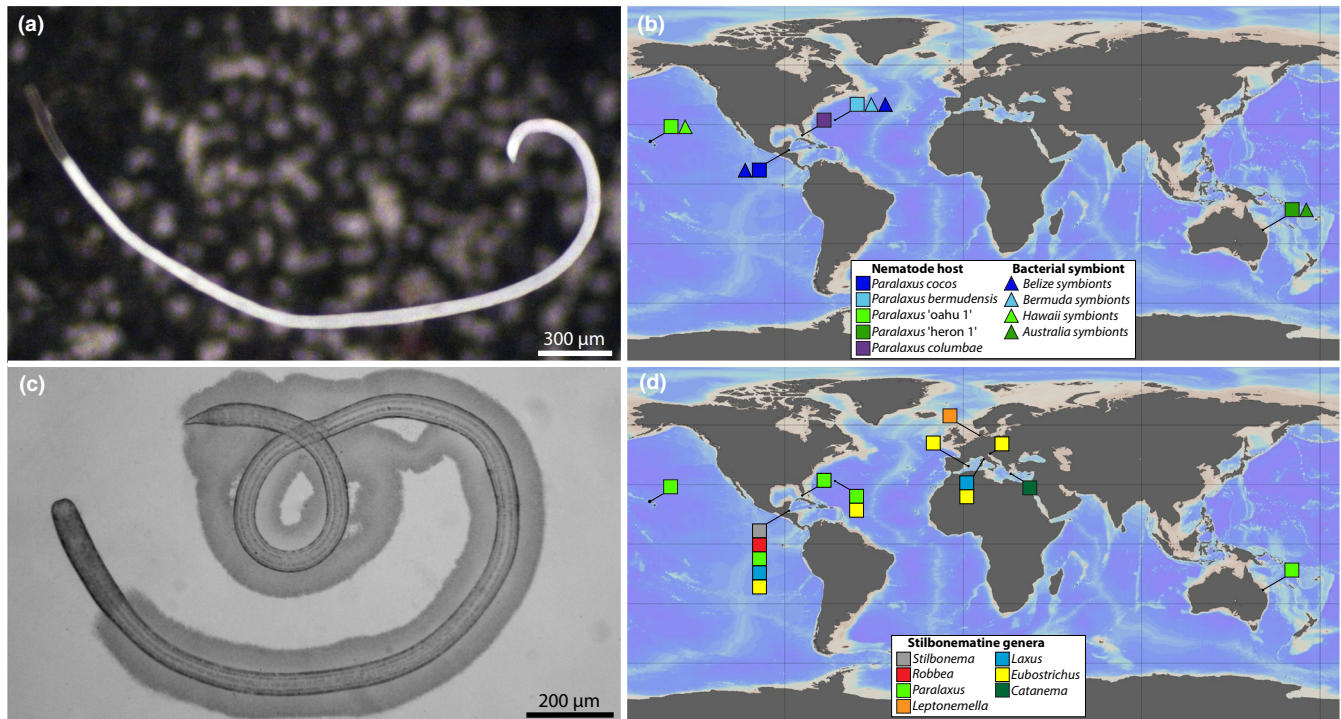 (a)
300 µm
(b)
Nematode host
Paralaxus cocos
Paralaxus bermudensis
Paralaxus 'oahu 1'
Paralaxus 'heron 1'
Paralaxus columbae
Bacterial symbiont
Belize symbionts
Bermuda symbionts
Hawaii symbionts
Australia symbionts
(c)
200 µm
(d)
Stilbonematine genera
Stilbonema
Robbea
Paralaxus
Leptonemella
Laxus
Eubostrichus
Catanema